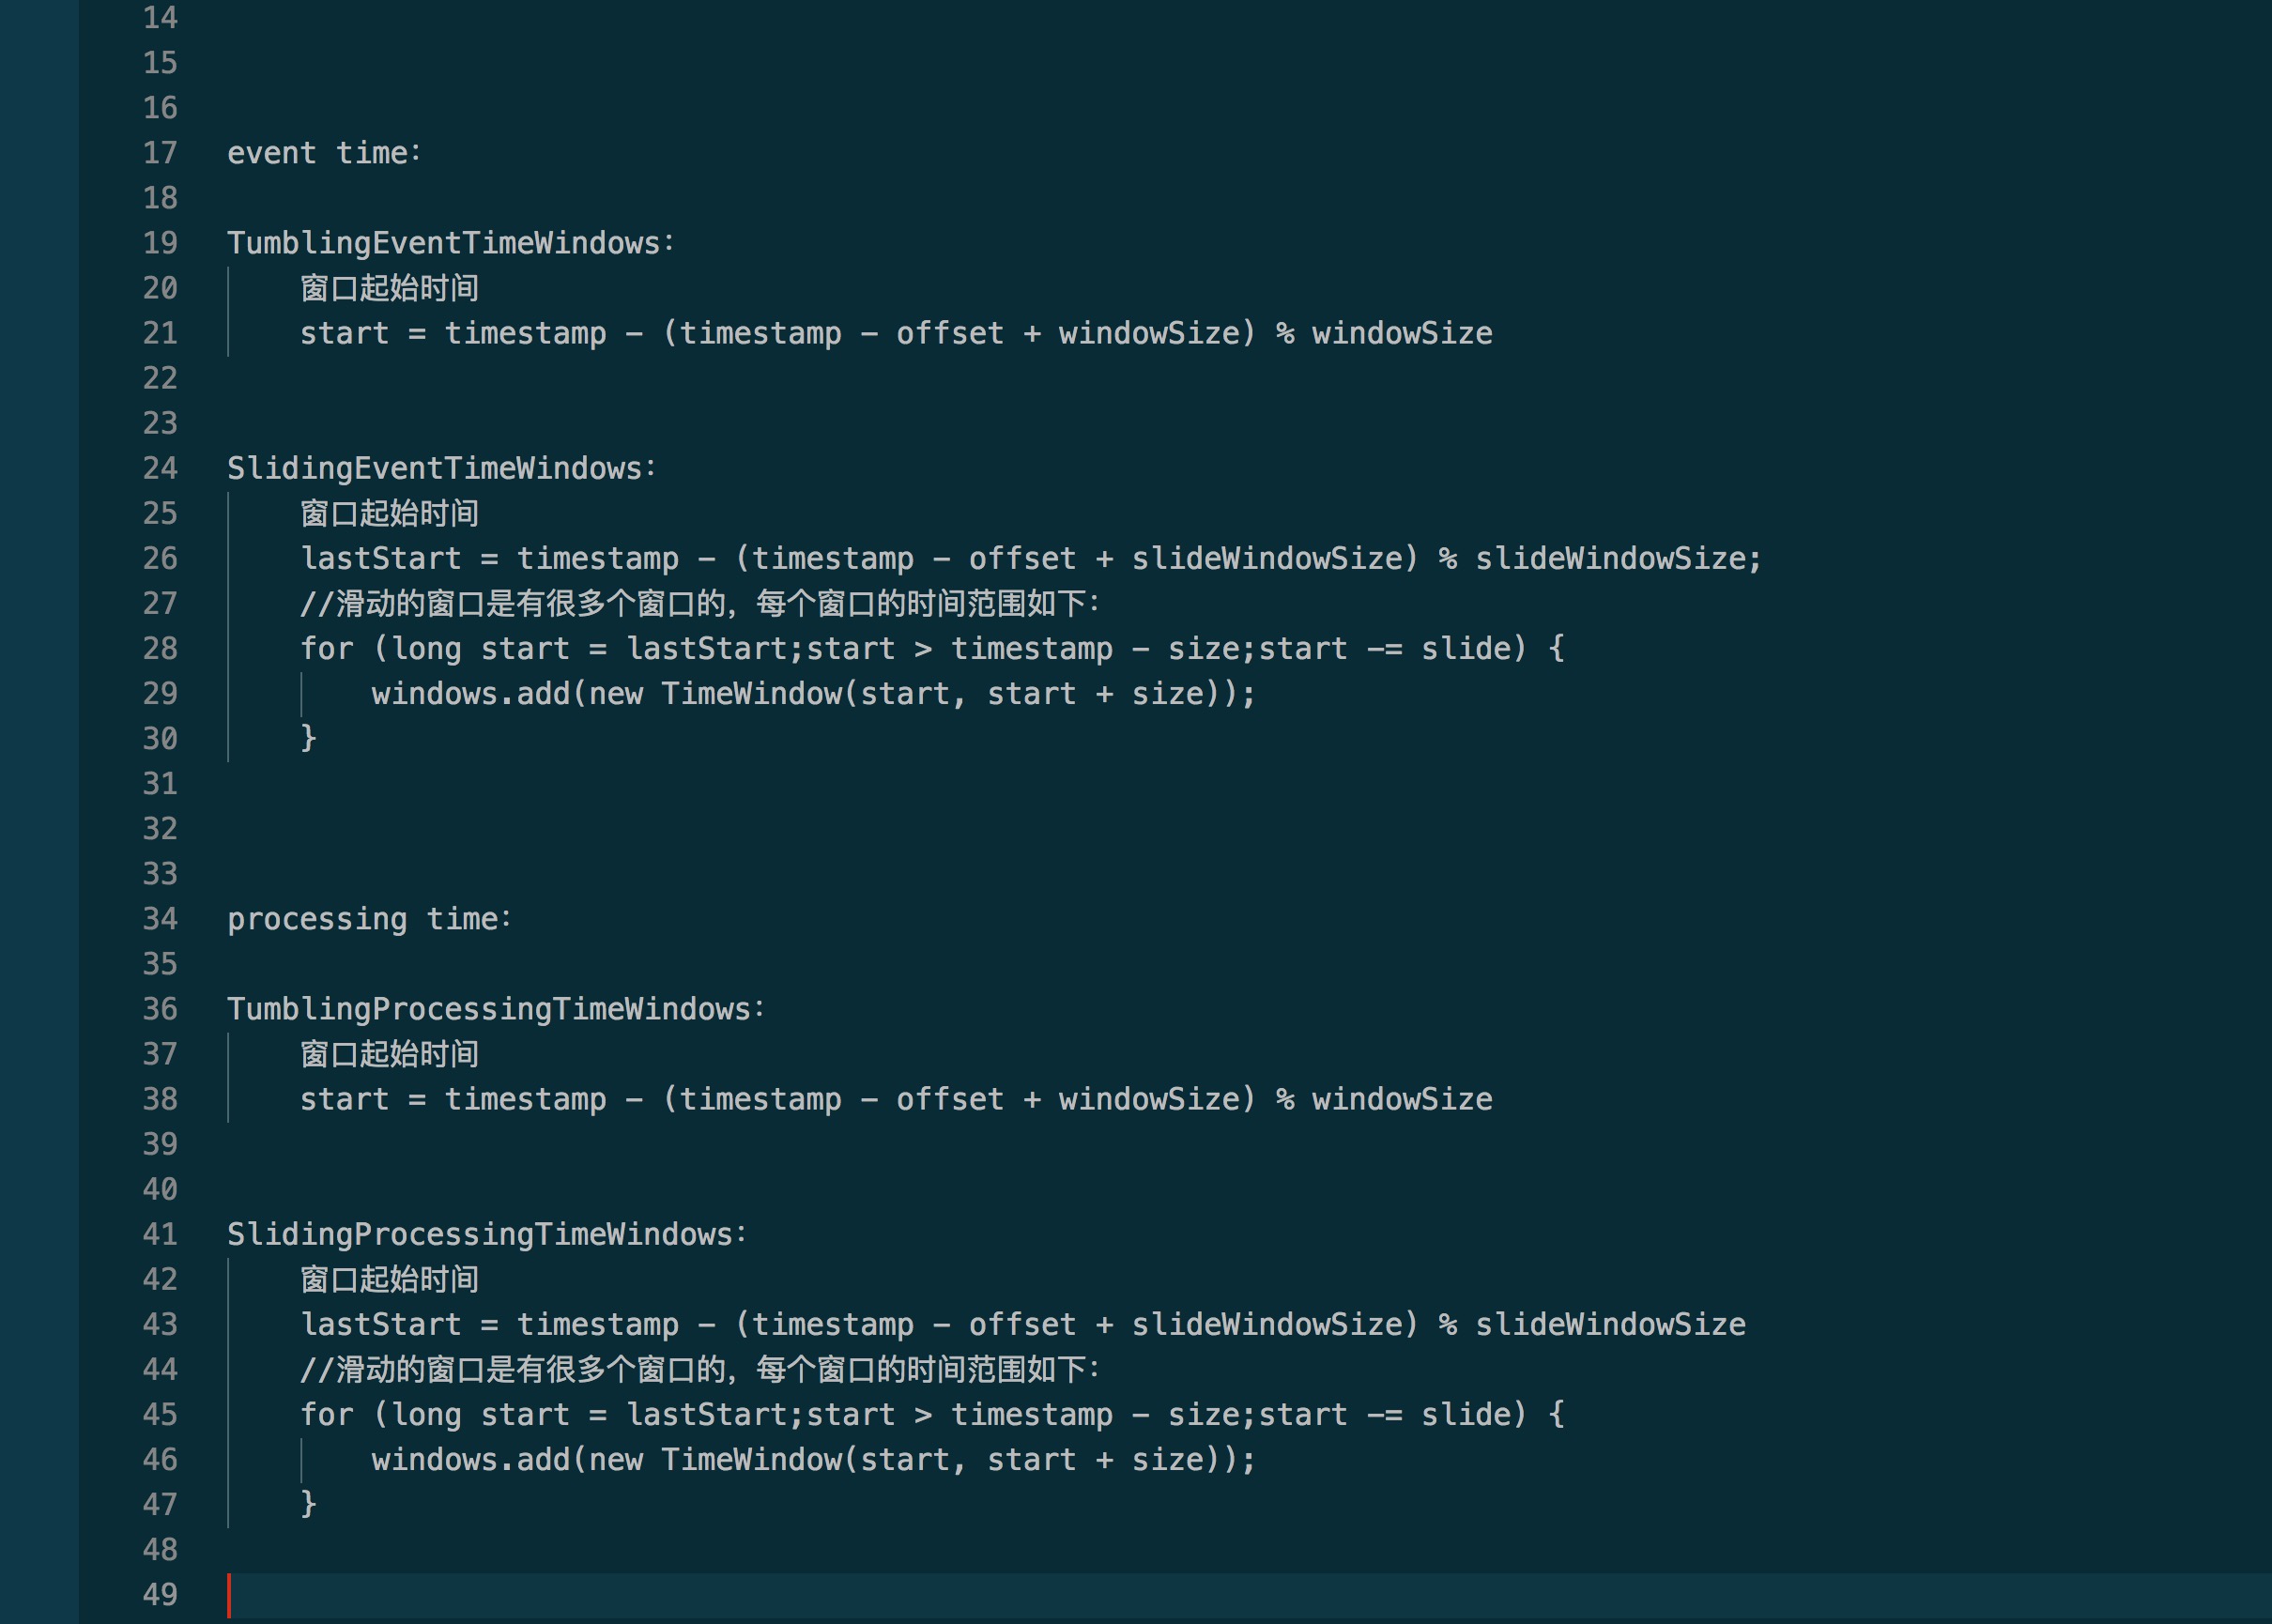 14
15
16
17 event time:
18
19 TumblingEventTimeWindows:
20     窗口起始时间
21     start = timestamp - (timestamp - offset + windowSize) % windowSize
22
23
24 SlidingEventTimeWindows:
25     窗口起始时间
26     lastStart = timestamp - (timestamp - offset + slideWindowSize) % slideWindowSize;
27     //滑动的窗口是有很多个窗口的，每个窗口的时间范围如下：
28     for (long start = lastStart;start > timestamp - size;start -= slide) {
29         windows.add(new TimeWindow(start, start + size));
30     }
31
32
33
34 processing time:
35
36 TumblingProcessingTimeWindows:
37     窗口起始时间
38     start = timestamp - (timestamp - offset + windowSize) % windowSize
39
40
41 SlidingProcessingTimeWindows:
42     窗口起始时间
43     lastStart = timestamp - (timestamp - offset + slideWindowSize) % slideWindowSize
44     //滑动的窗口是有很多个窗口的，每个窗口的时间范围如下：
45     for (long start = lastStart;start > timestamp - size;start -= slide) {
46         windows.add(new TimeWindow(start, start + size));
47     }
48
49